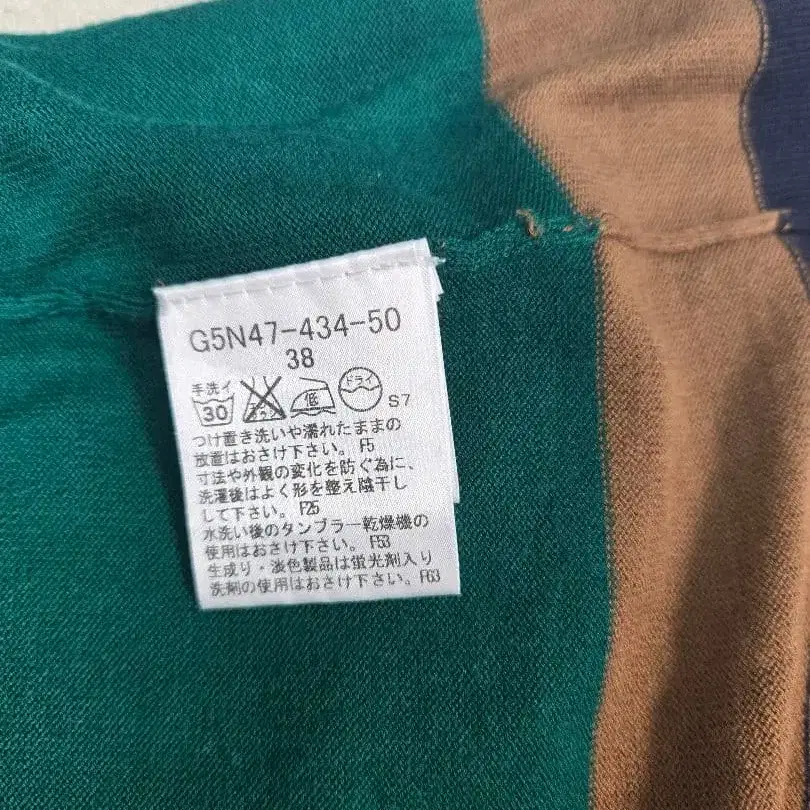 G5N47-434-50
38
手洗イ
30
低
ドライ
S7
つけ置き洗いや濡れたままの
放置はおさけ下さい。 F5
寸法や外観の変化を防ぐ為に、
洗濯後はよく形を整え陰干し
して下さい。 F25
水洗い後のタンブラー乾燥機の
使用はおさけ下さい。 F53
生成り・淡色製品は蛍光剤入り
洗剤の使用はおさけ下さい。 F63